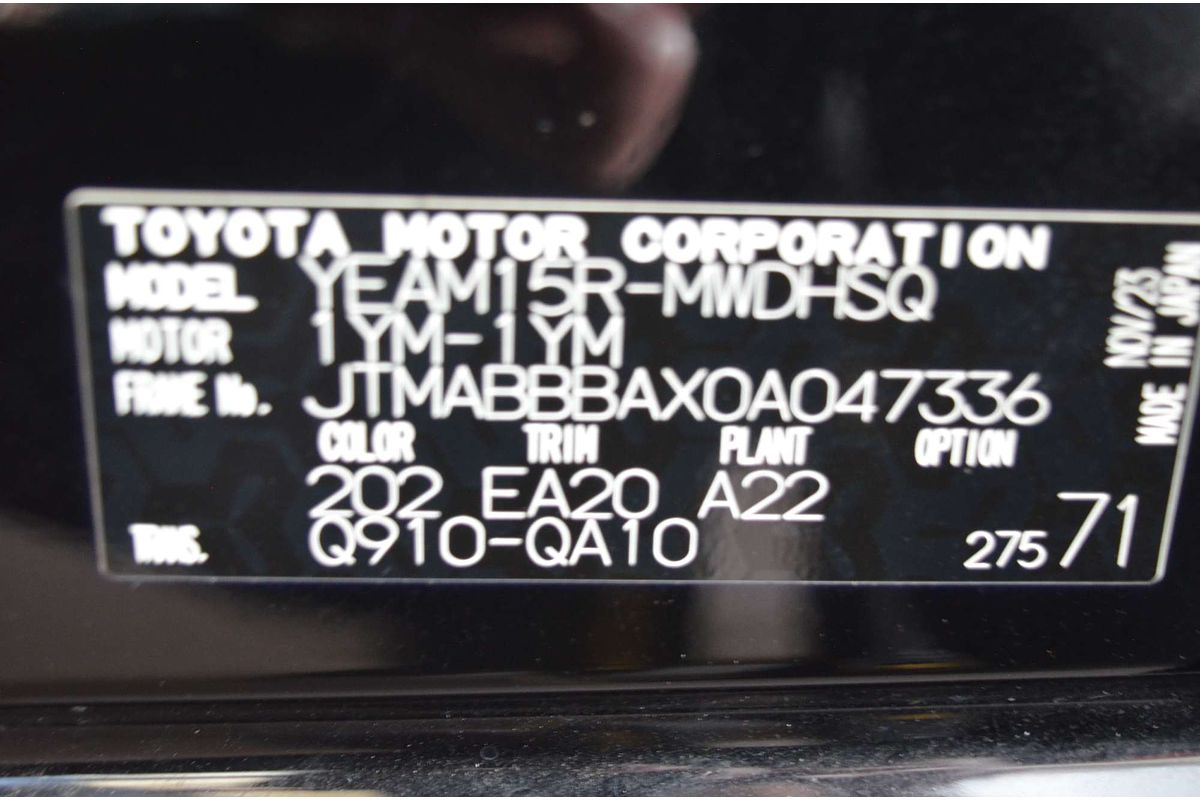 TOYOTA MOTOR CORPORATION
MODEL YEAM15R-MWDHSQ
MOTOR 1YM-1YM
FRAME No. JTMABBBAX0A047336
COLOR TRIM PLANT OPTION
202 EA20 A22
TRANS. Q910-QA10
275 71
NOV/23
MADE IN JAPAN